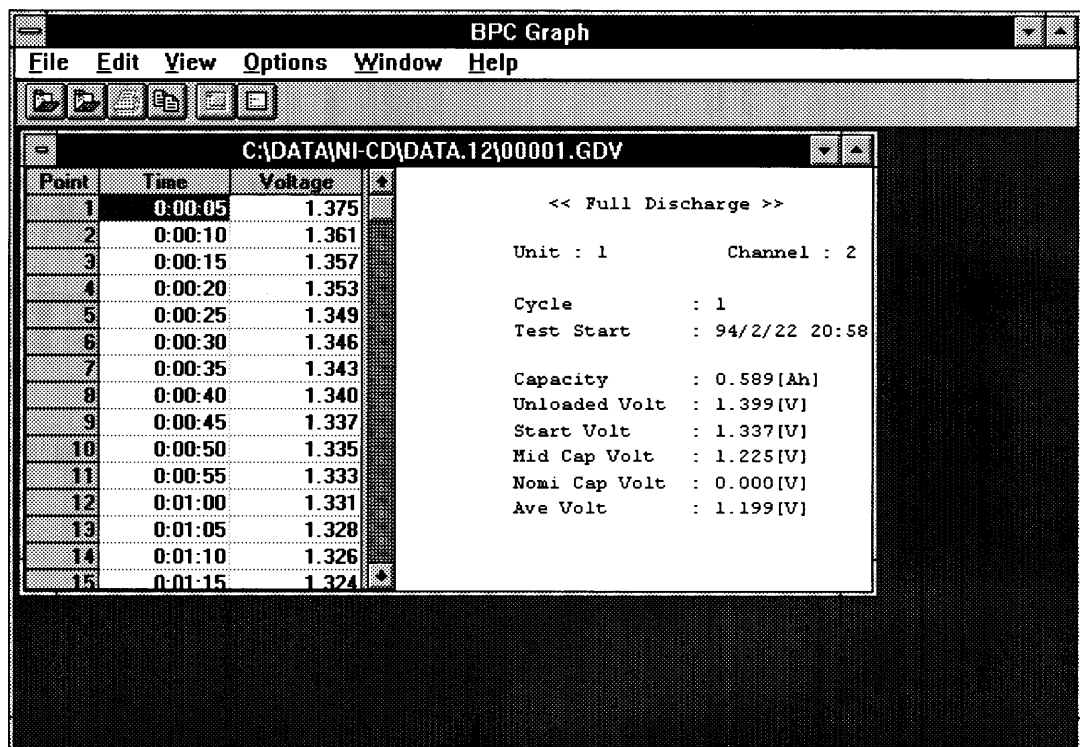 BPC Graph
File Edit View Options Window Help
C:\DATA\NI-CD\DATA.12\00001.GDV
Point Time Voltage
1 0:00:05 1.375
2 0:00:10 1.361
3 0:00:15 1.357
4 0:00:20 1.353
5 0:00:25 1.349
6 0:00:30 1.346
7 0:00:35 1.343
8 0:00:40 1.340
9 0:00:45 1.337
10 0:00:50 1.335
11 0:00:55 1.333
12 0:01:00 1.331
13 0:01:05 1.328
14 0:01:10 1.326
15 0:01:15 1.324
<< Full Discharge >>
Unit : 1 Channel : 2
Cycle : 1
Test Start : 94/2/22 20:58
Capacity : 0.589[Ah]
Unloaded Volt : 1.399[V]
Start Volt : 1.337[V]
Mid Cap Volt : 1.225[V]
Nomi Cap Volt : 0.000[V]
Ave Volt : 1.199[V]